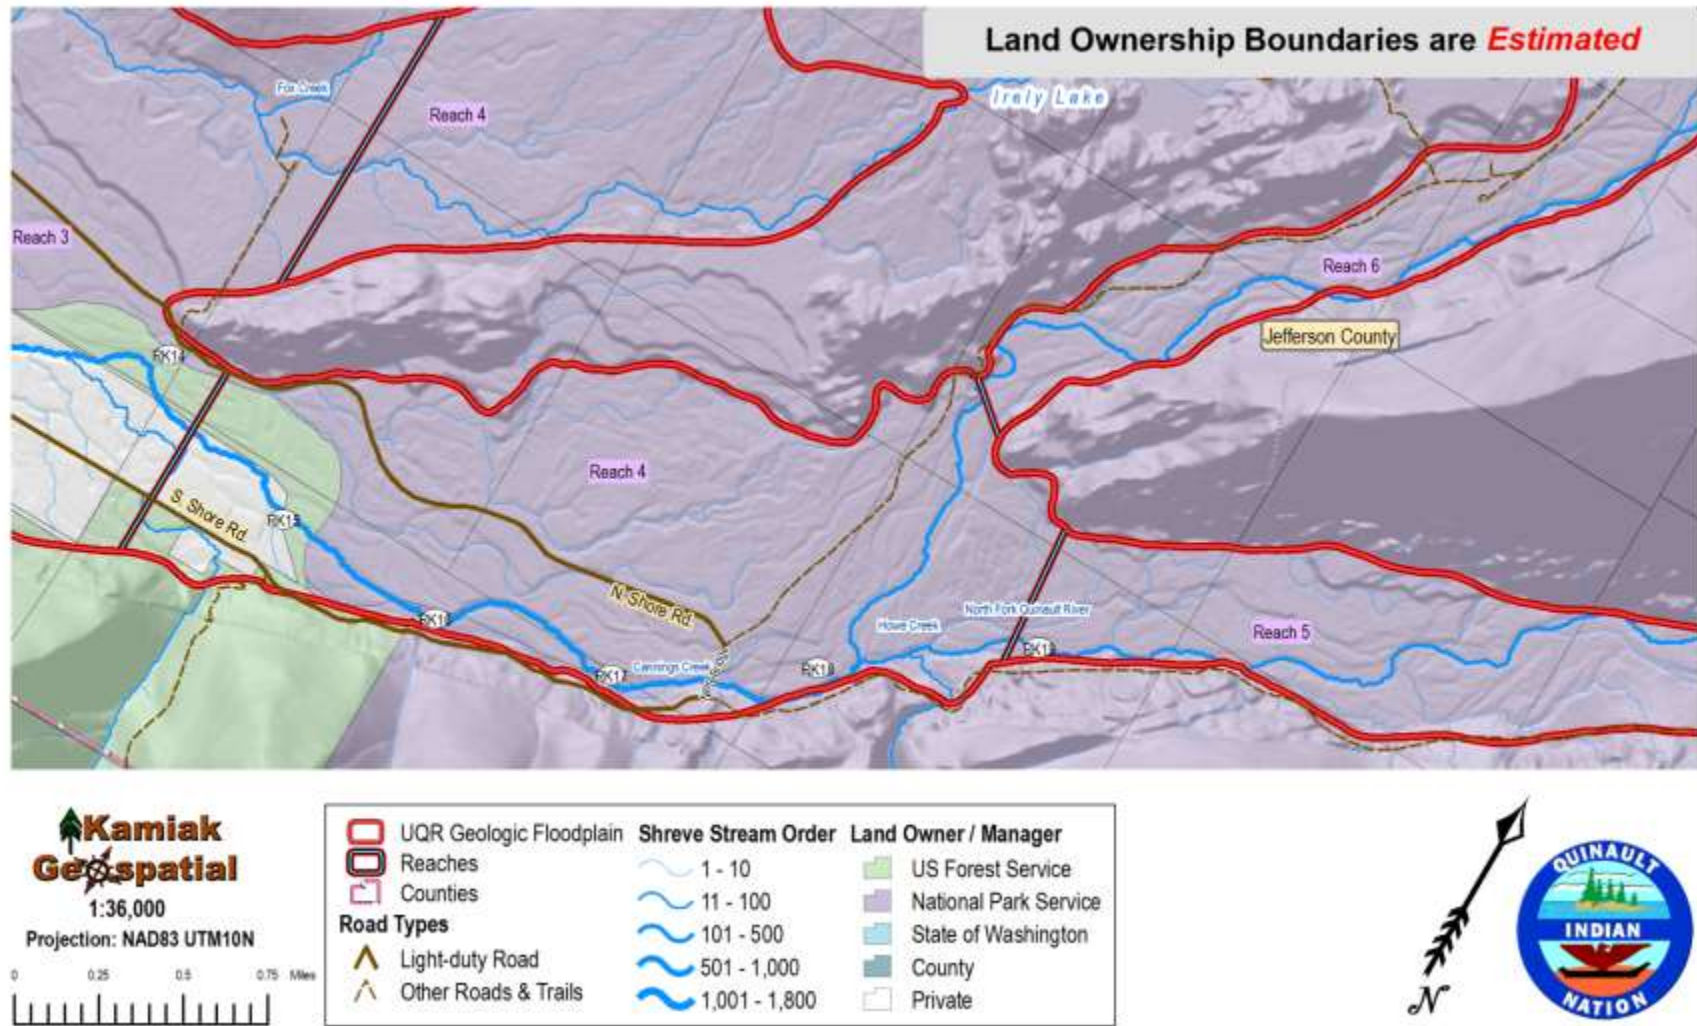 Land Ownership Boundaries are Estimated
Irely Lake
Fox Creek
Reach 4
Reach 3
Reach 6
Jefferson County
RK14
Reach 4
S. Shore Rd.
RK15
N. Shore Rd.
North Fork Quinault River
Howe Creek
Reach 5
RK16
RK19
Cannings Creek
RK17
RK18
Kamiak
Geospatial
1:36,000
Projection: NAD83 UTM10N
0 0.25 0.5 0.75 Miles
UQR Geologic Floodplain
Reaches
Counties
Road Types
Light-duty Road
Other Roads & Trails
Shreve Stream Order
1 - 10
11 - 100
101 - 500
501 - 1,000
1,001 - 1,800
Land Owner / Manager
US Forest Service
National Park Service
State of Washington
County
Private
N
QUINAULT
INDIAN
NATION